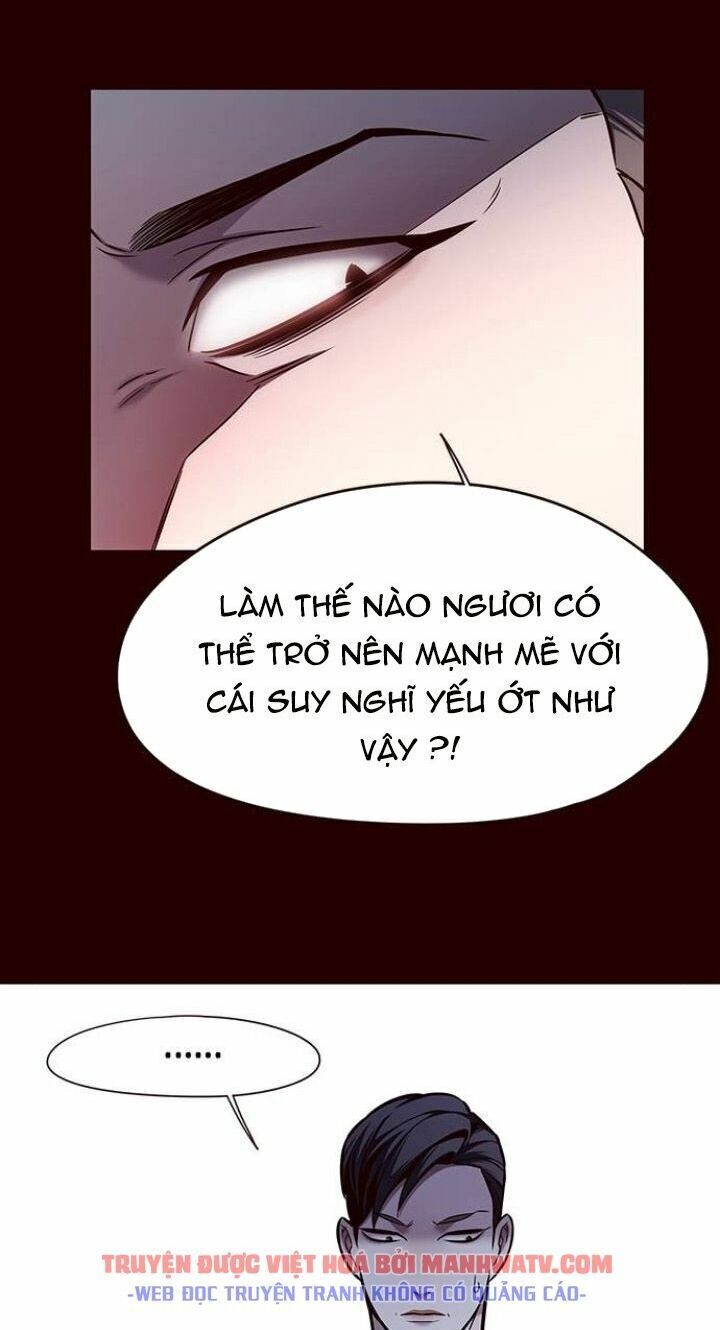 LÀM THẾ NÀO NGƯƠI CÓ
THỂ TRỞ NÊN MẠNH MẼ VỚI
CÁI SUY NGHĨ YẾU ỚT NHƯ
VẬY ?!
......
TRUYỆN ĐƯỢC VIỆT HOÁ BỞI MANHWATV.COM
-WEB ĐỌC TRUYỆN TRANH KHÔNG CÓ QUẢNG CÁO-